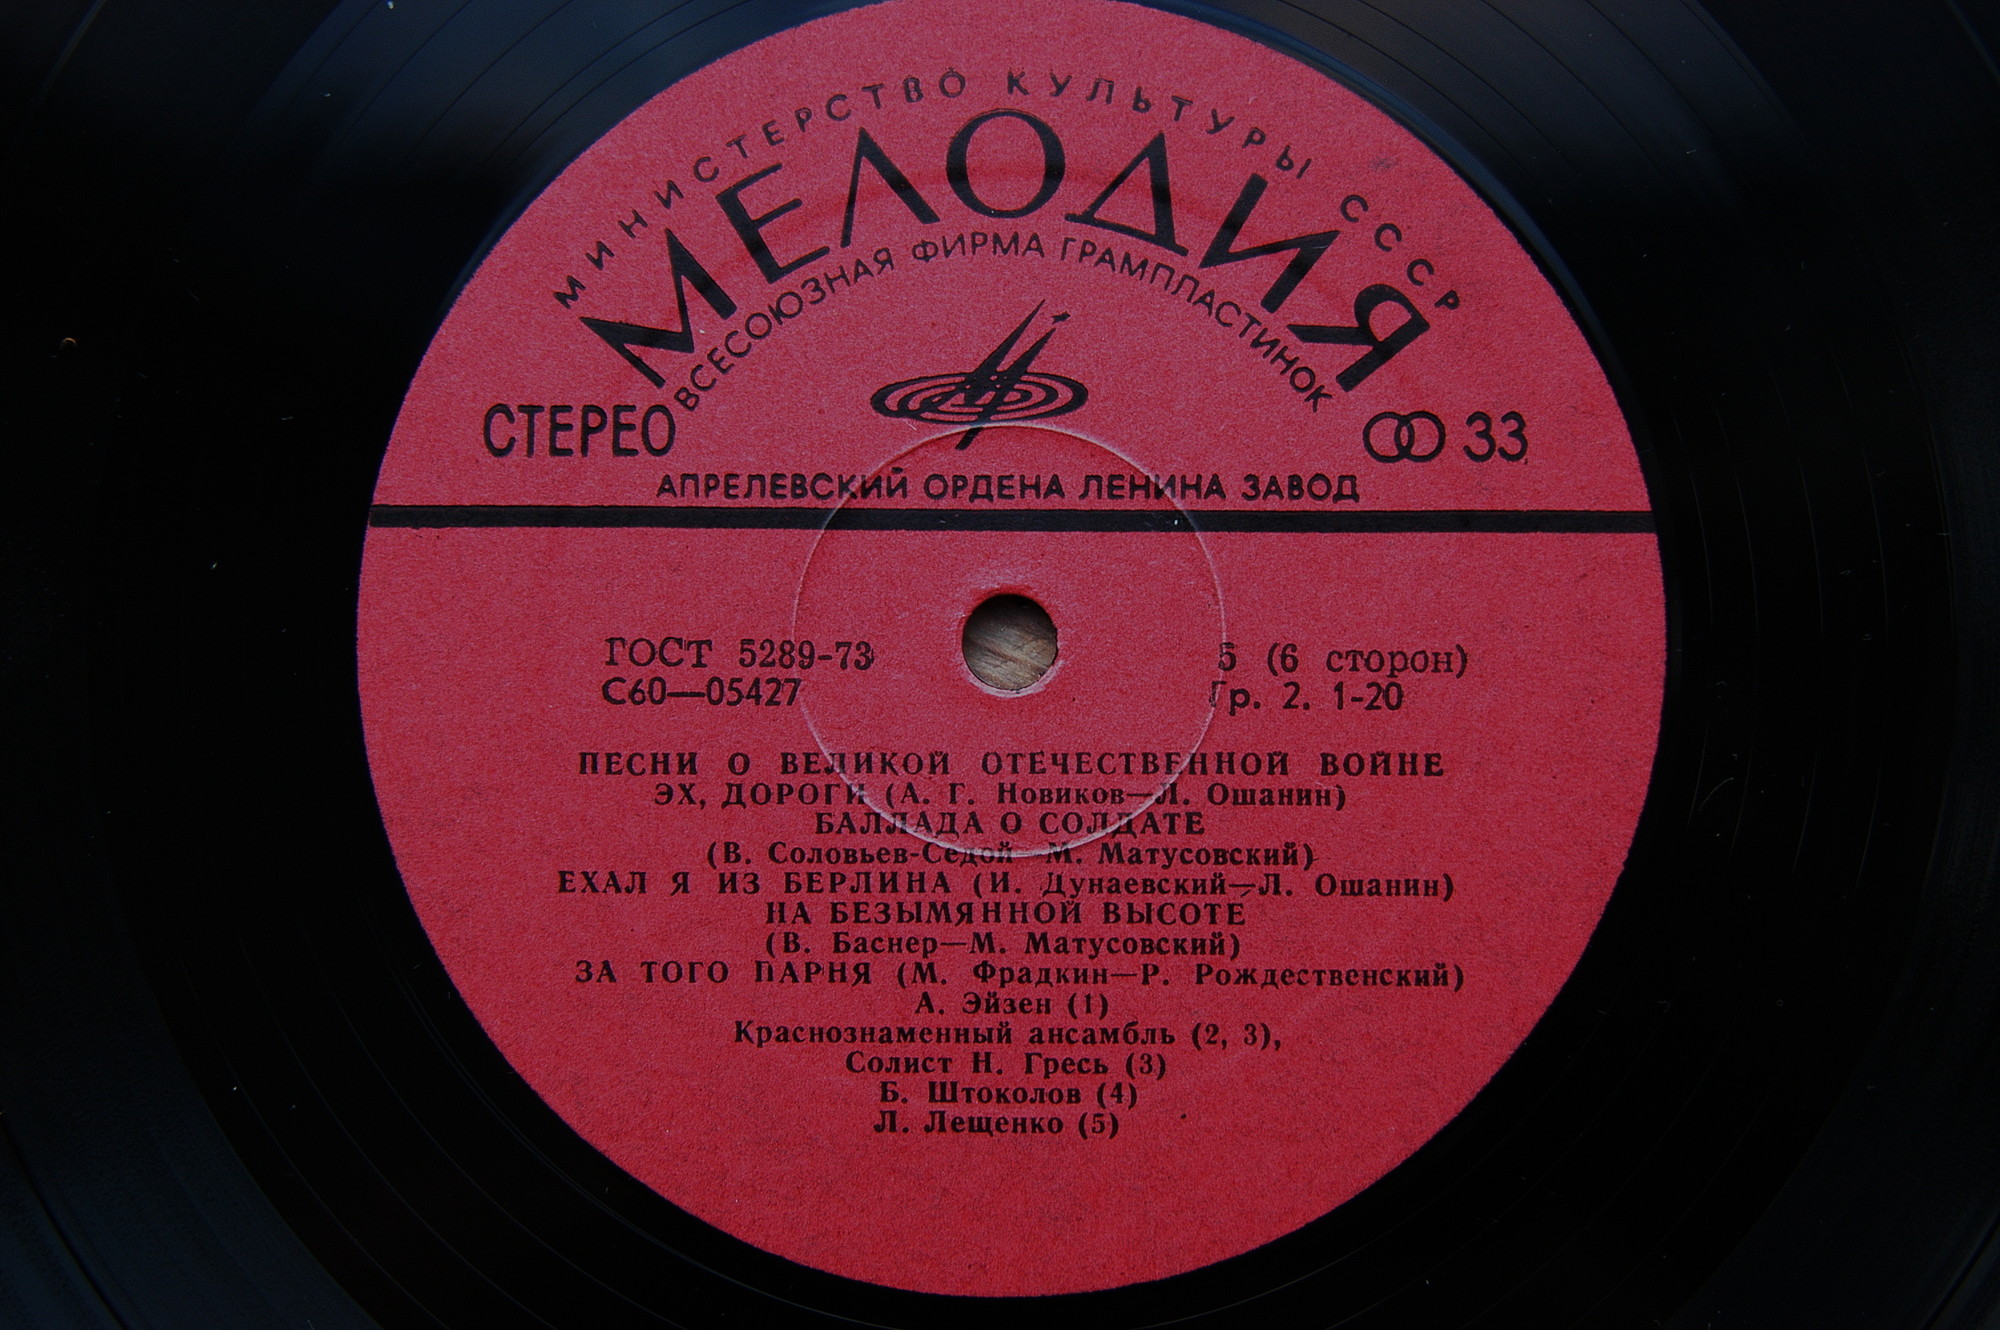 МИНИСТЕРСТВО КУЛЬТУРЫ СССР
МЕЛОДИЯ
ВСЕСОЮЗНАЯ ФИРМА ГРАМПЛАСТИНОК
СТЕРЕО 33
АПРЕЛЕВСКИЙ ОРДЕНА ЛЕНИНА ЗАВОД
ГОСТ 5289-73 5 (6 сторон)
С60—05427 Гр. 2. 1-20
ПЕСНИ О ВЕЛИКОЙ ОТЕЧЕСТВЕННОЙ ВОЙНЕ
ЭХ, ДОРОГИ (А. Г. Новиков—Л. Ошанин)
БАЛЛАДА О СОЛДАТЕ
(В. Соловьев-Седой—М. Матусовский)
ЕХАЛ Я ИЗ БЕРЛИНА (И. Дунаевский—Л. Ошанин)
НА БЕЗЫМЯННОЙ ВЫСОТЕ
(В. Баснер—М. Матусовский)
ЗА ТОГО ПАРНЯ (М. Фрадкин—Р. Рождественский)
А. Эйзен (1)
Краснознаменный ансамбль (2, 3),
Солист Н. Гресь (3)
Б. Штоколов (4)
Л. Лещенко (5)